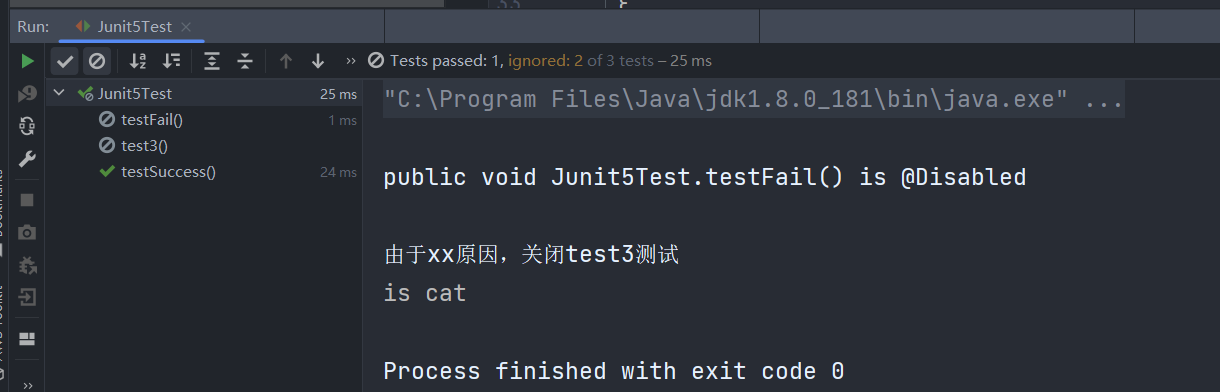 33 }
Run: Junit5Test ×
>> Tests passed: 1, ignored: 2 of 3 tests – 25 ms
Junit5Test 25 ms
testFail() 1 ms
test3()
testSuccess() 24 ms
"C:\Program Files\Java\jdk1.8.0_181\bin\java.exe" ...
public void Junit5Test.testFail() is @Disabled
由于xx原因，关闭test3测试
is cat
Process finished with exit code 0
>>